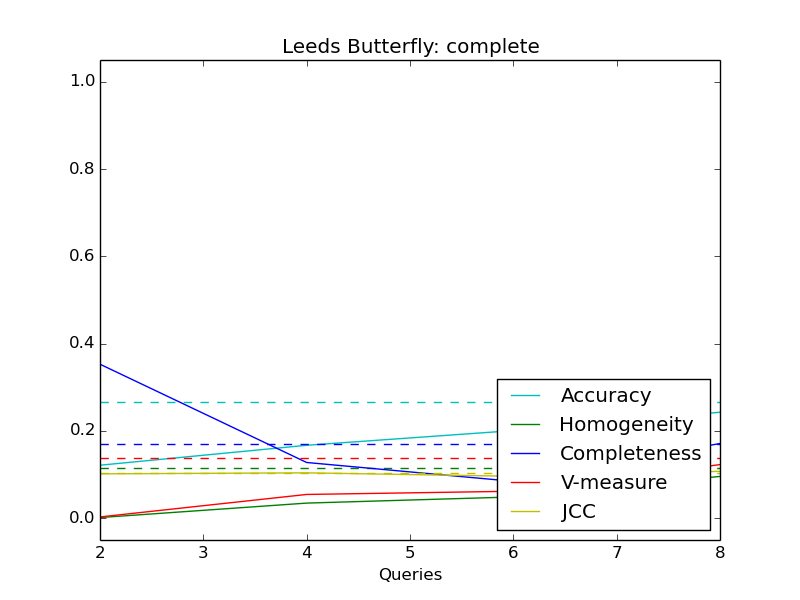 Leeds Butterfly: complete
1.0
0.8
0.6
0.4
0.2
0.0
Accuracy
Homogeneity
Completeness
V-measure
JCC
2 3 4 5 6 7 8
Queries